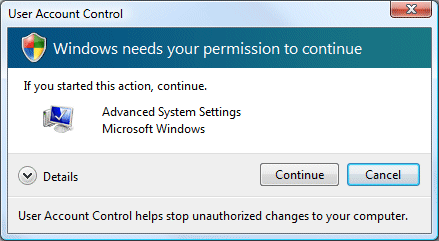 User Account Control
Windows needs your permission to continue
If you started this action, continue.
Advanced System Settings
Microsoft Windows
Details
Continue
Cancel
User Account Control helps stop unauthorized changes to your computer.